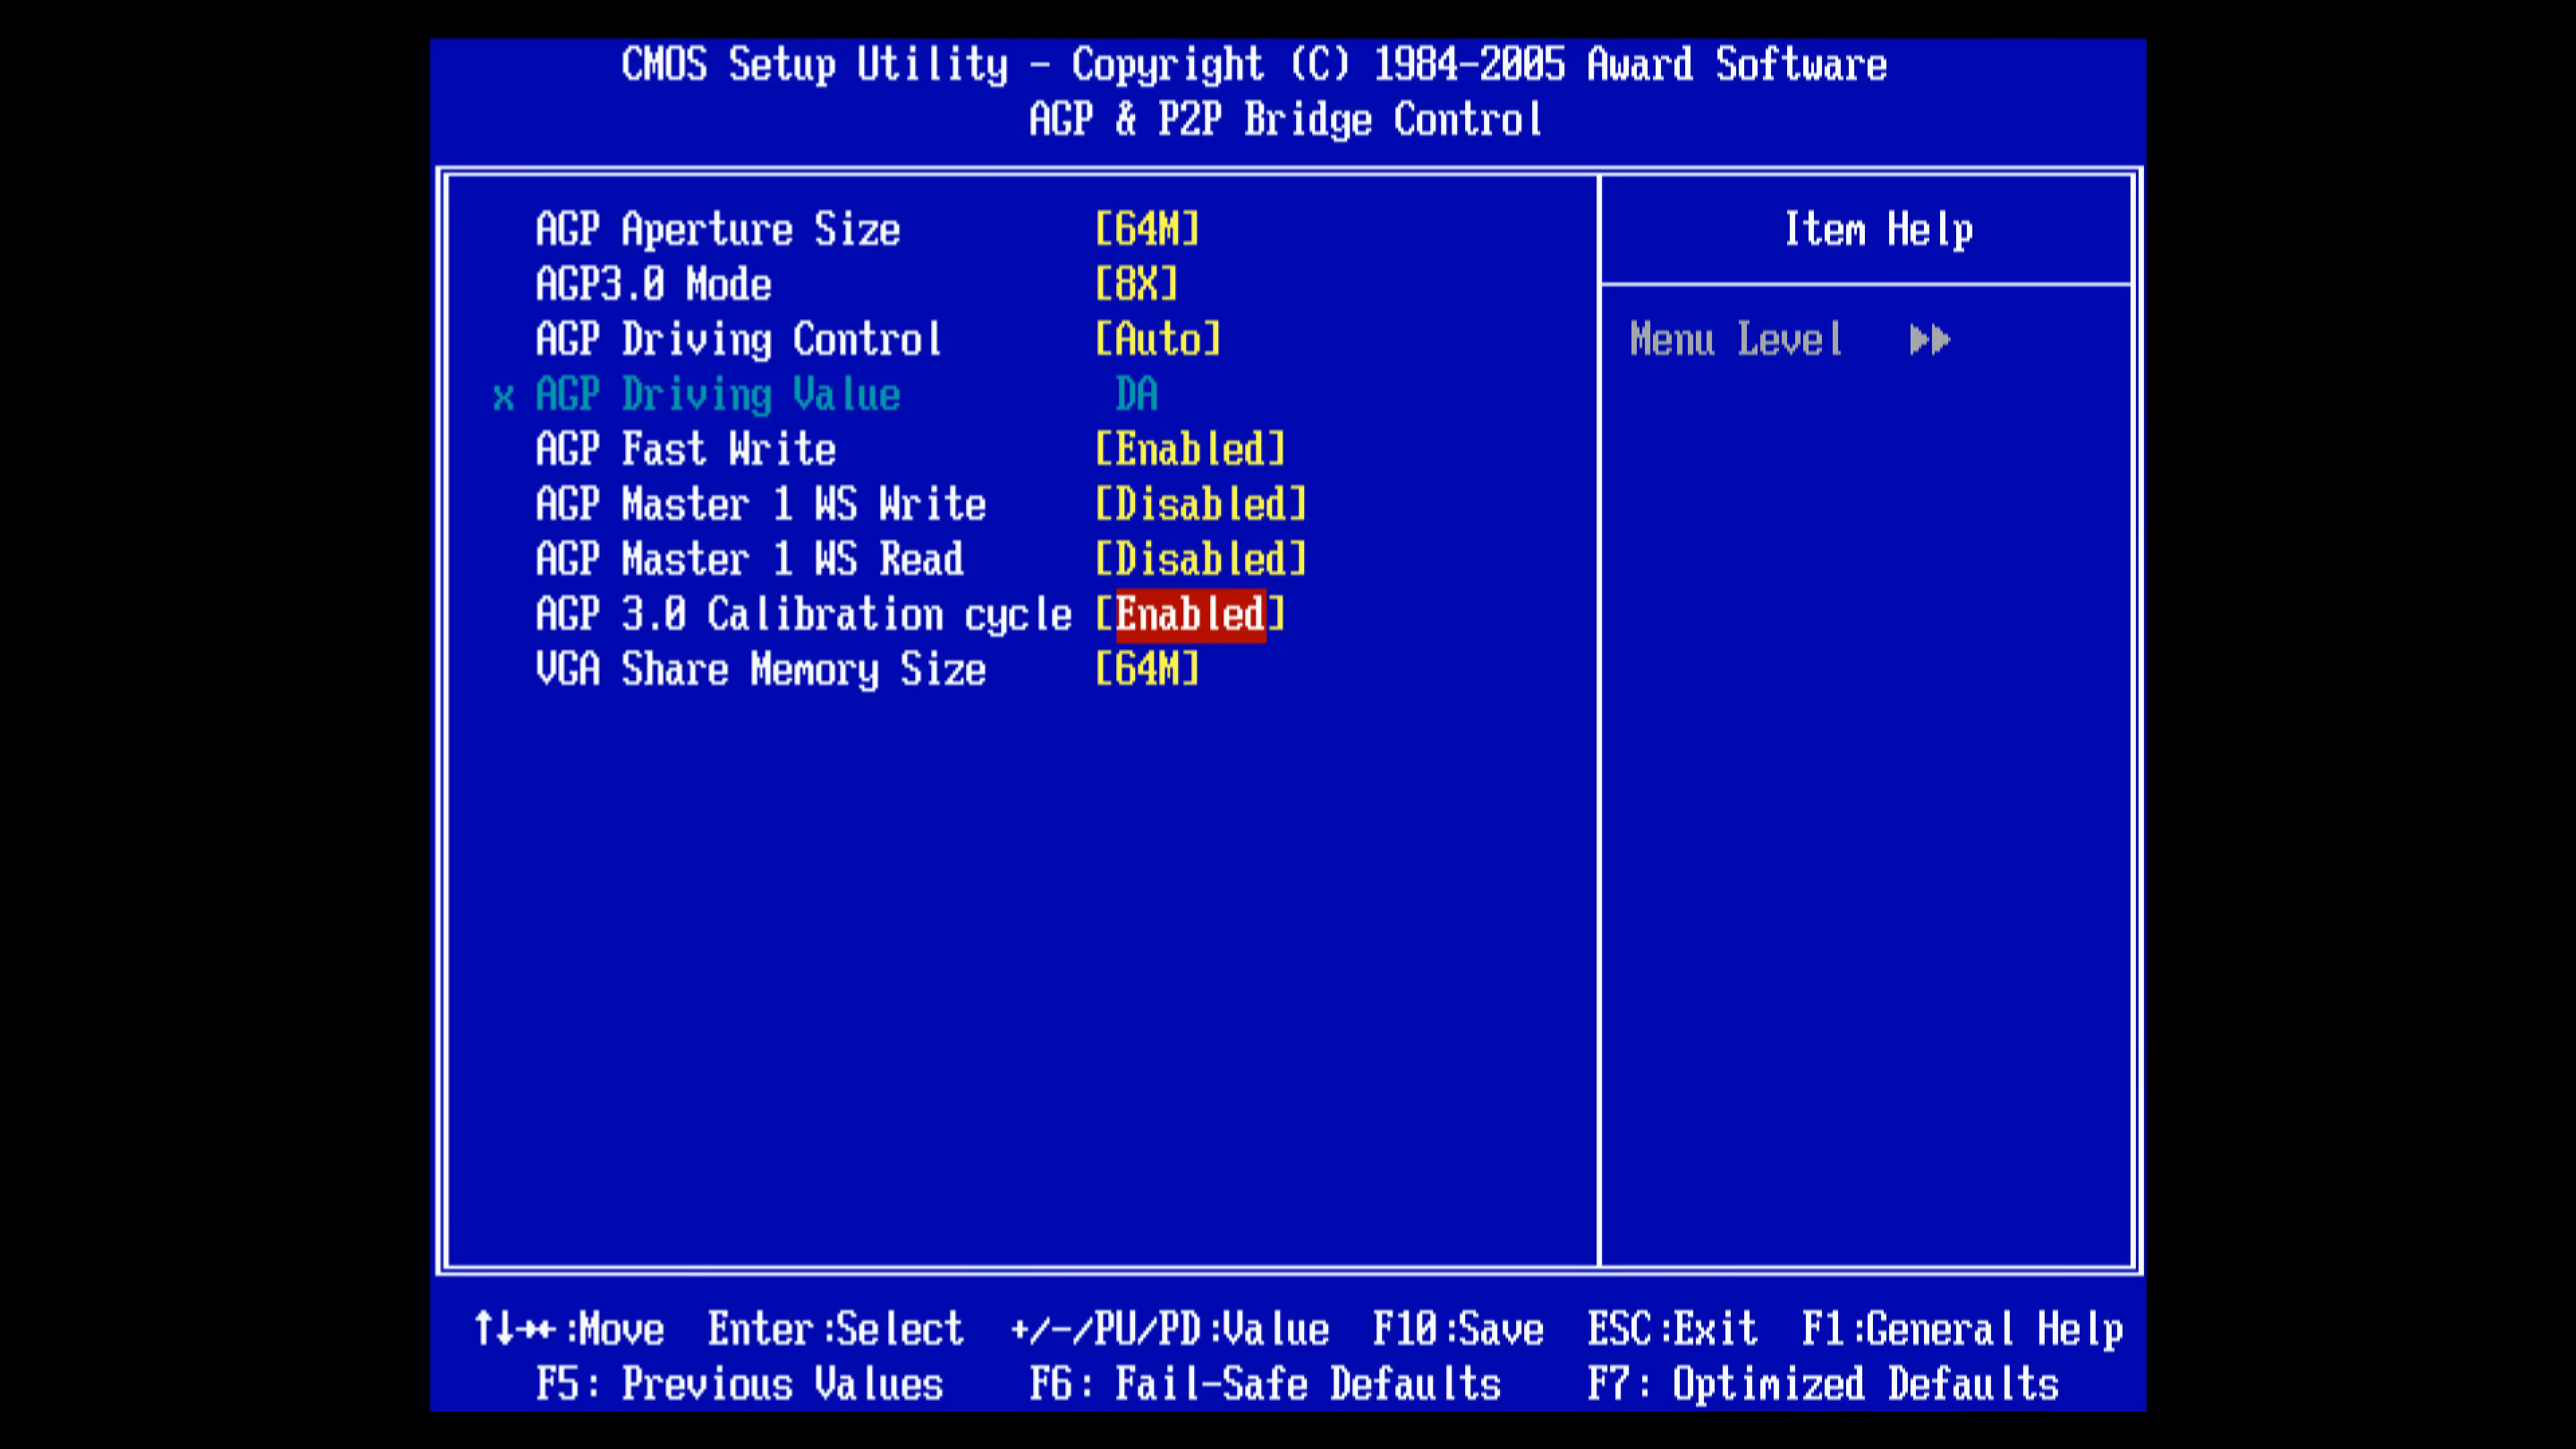 CMOS Setup Utility - Copyright (C) 1984-2005 Award Software
AGP & P2P Bridge Control
AGP Aperture Size [64M]
AGP3.0 Mode [8X]
AGP Driving Control [Auto]
x AGP Driving Value DA
AGP Fast Write [Enabled]
AGP Master 1 WS Write [Disabled]
AGP Master 1 WS Read [Disabled]
AGP 3.0 Calibration cycle [Enabled]
VGA Share Memory Size [64M]
Item Help
Menu Level ▶▶
↑↓→←:Move Enter:Select +/-/PU/PD:Value F10:Save ESC:Exit F1:General Help
F5: Previous Values F6: Fail-Safe Defaults F7: Optimized Defaults